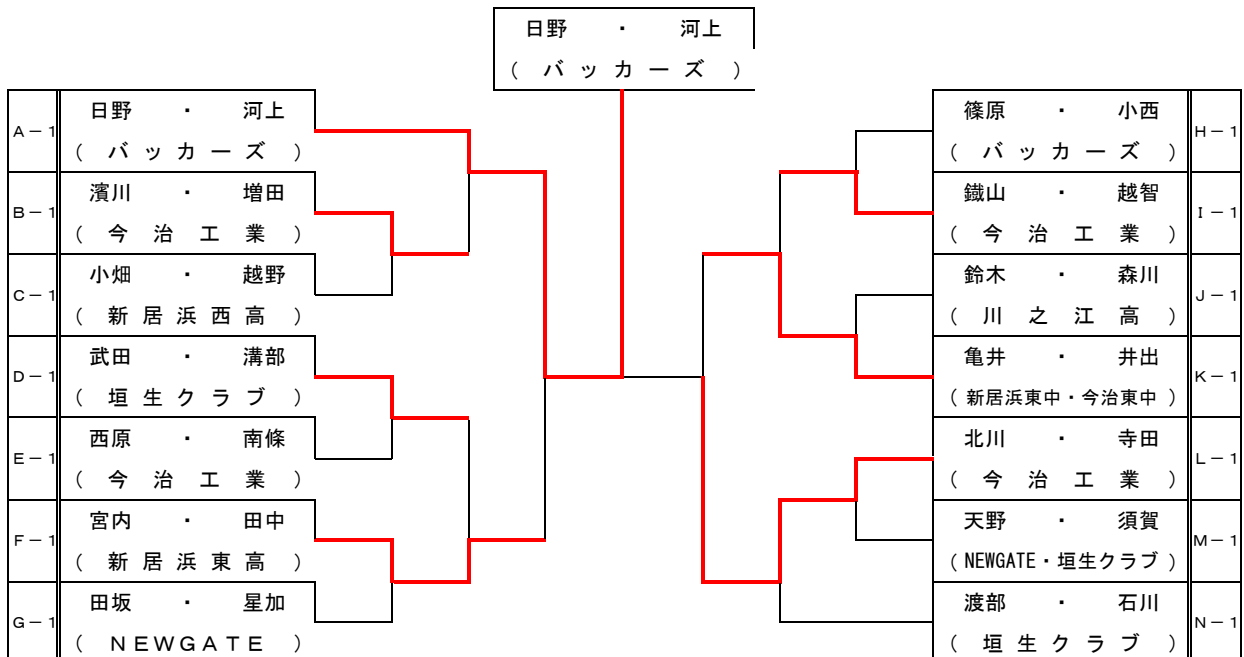 日野 ・ 河上
( バッカーズ )
A-1 日野 ・ 河上
( バッカーズ )
B-1 濱川 ・ 増田
( 今治工業 )
C-1 小畑 ・ 越野
( 新居浜西高 )
D-1 武田 ・ 溝部
( 垣生クラブ )
E-1 西原 ・ 南條
( 今治工業 )
F-1 宮内 ・ 田中
( 新居浜東高 )
G-1 田坂 ・ 星加
( NEWGATE )
篠原 ・ 小西 H-1
( バッカーズ )
鐵山 ・ 越智 I-1
( 今治工業 )
鈴木 ・ 森川 J-1
( 川之江高 )
亀井 ・ 井出 K-1
( 新居浜東中・今治東中 )
北川 ・ 寺田 L-1
( 今治工業 )
天野 ・ 須賀 M-1
( NEWGATE・垣生クラブ )
渡部 ・ 石川 N-1
( 垣生クラブ )